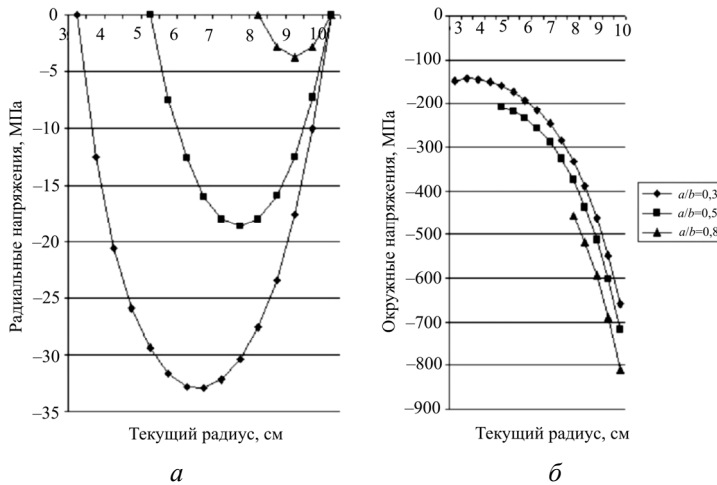 0
–5
–10
–15
–20
–25
–30
–35
3 4 5 6 7 8 9 10
Радиальные напряжения, МПа
Текущий радиус, см
а
0
–100
–200
–300
–400
–500
–600
–700
–800
–900
3 4 5 6 7 8 9 10
Окружные напряжения, МПа
Текущий радиус, см
б
a/b=0,3
a/b=0,5
a/b=0,8